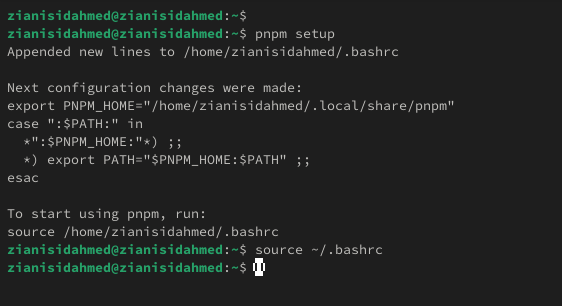 zianisidahmed@zianisidahmed:~$
zianisidahmed@zianisidahmed:~$ pnpm setup
Appended new lines to /home/zianisidahmed/.bashrc

Next configuration changes were made:
export PNPM_HOME="/home/zianisidahmed/.local/share/pnpm"
case ":$PATH:" in
  *":$PNPM_HOME:"*) ;;
  *) export PATH="$PNPM_HOME:$PATH" ;;
esac

To start using pnpm, run:
source /home/zianisidahmed/.bashrc
zianisidahmed@zianisidahmed:~$ source ~/.bashrc
zianisidahmed@zianisidahmed:~$